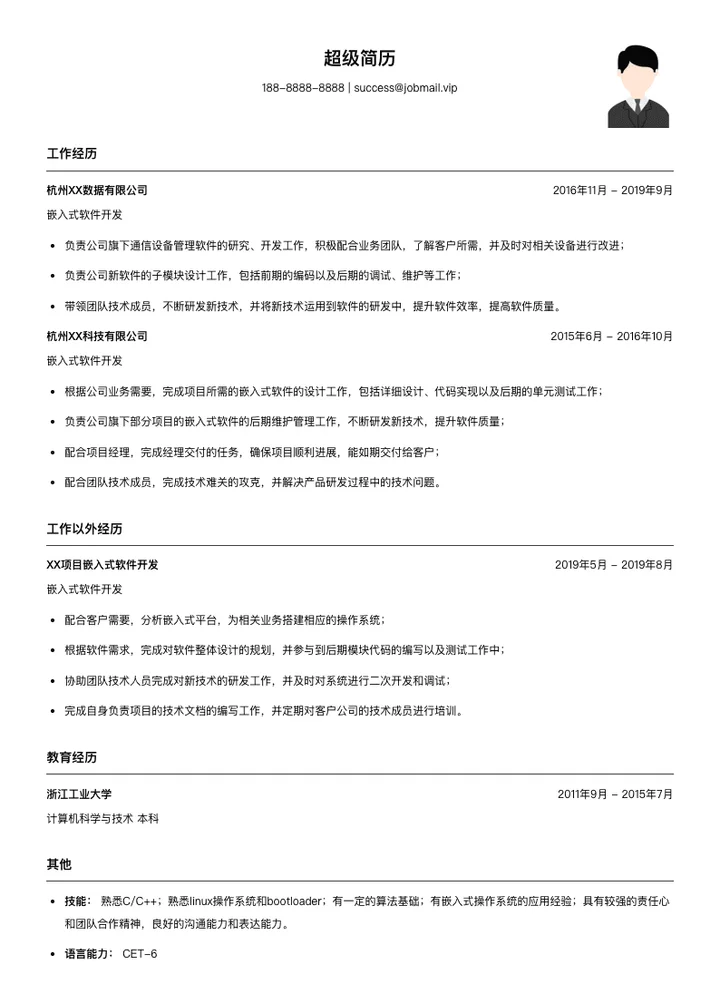 超级简历
188-8888-8888 | success@jobmail.vip
工作经历
杭州XX数据有限公司 2016年11月 – 2019年9月
嵌入式软件开发
• 负责公司旗下通信设备管理软件的研究、开发工作，积极配合业务团队，了解客户所需，并及时对相关设备进行改进；
• 负责公司新软件的子模块设计工作，包括前期的编码以及后期的调试、维护等工作；
• 带领团队技术成员，不断研发新技术，并将新技术运用到软件的研发中，提升软件效率，提高软件质量。
杭州XX科技有限公司 2015年6月 – 2016年10月
嵌入式软件开发
• 根据公司业务需要，完成项目所需的嵌入式软件的设计工作，包括详细设计、代码实现以及后期的单元测试工作；
• 负责公司旗下部分项目的嵌入式软件的后期维护管理工作，不断研发新技术，提升软件质量；
• 配合项目经理，完成经理交付的任务，确保项目顺利进展，能如期交付给客户；
• 配合团队技术成员，完成技术难关的攻克，并解决产品研发过程中的技术问题。
工作以外经历
XX项目嵌入式软件开发 2019年5月 – 2019年8月
嵌入式软件开发
• 配合客户需要，分析嵌入式平台，为相关业务搭建相应的操作系统；
• 根据软件需求，完成对软件整体设计的规划，并参与到后期模块代码的编写以及测试工作中；
• 协助团队技术人员完成对新技术的研发工作，并及时对系统进行二次开发和调试；
• 完成自身负责项目的技术文档的编写工作，并定期对客户公司的技术成员进行培训。
教育经历
浙江工业大学 2011年9月 – 2015年7月
计算机科学与技术 本科
其他
• 技能： 熟悉C/C++；熟悉linux操作系统和bootloader；有一定的算法基础；有嵌入式操作系统的应用经验；具有较强的责任心
和团队合作精神，良好的沟通能力和表达能力。
• 语言能力： CET-6